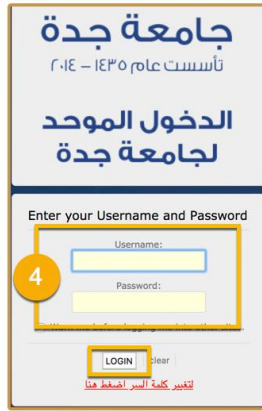 جامعة جدة
تأسست عام ١٤٣٥ – ٢٠١٤
الدخول الموحد
لجامعة جدة
Enter your Username and Password
Username:
4
Password:
LOGIN clear
لتغيير كلمة السر اضغط هنا